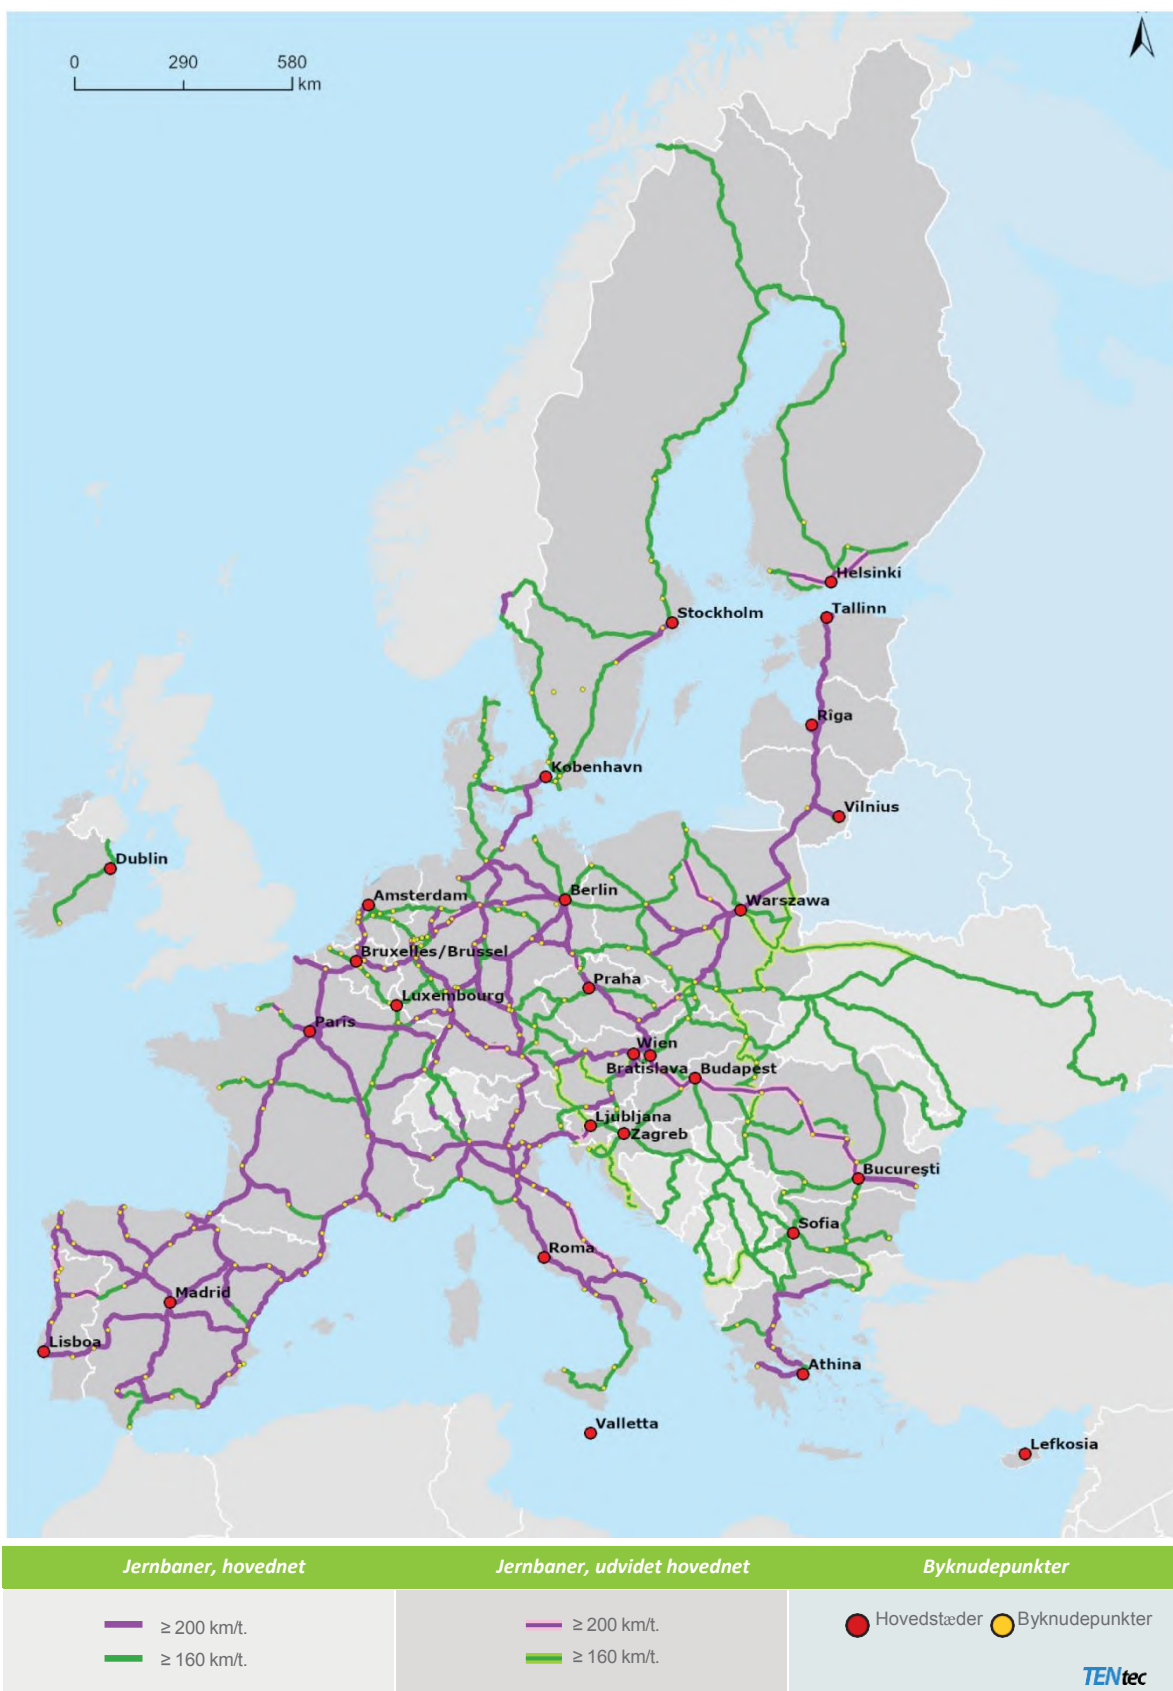 0 290 580
km
Helsinki
Tallinn
Stockholm
Rīga
København
Vilnius
Dublin
Berlin
Amsterdam
Warszawa
Bruxelles/Brussel
Praha
Luxembourg
Paris
Wien
Bratislava
Budapest
Ljubljana
Zagreb
Bucureşti
Sofia
Roma
Madrid
Lisboa
Athina
Valletta
Lefkosia
Jernbaner, hovednet
Jernbaner, udvidet hovednet
Byknudepunkter
≥ 200 km/t.
≥ 160 km/t.
≥ 200 km/t.
≥ 160 km/t.
Hovedstæder
Byknudepunkter
TENtec